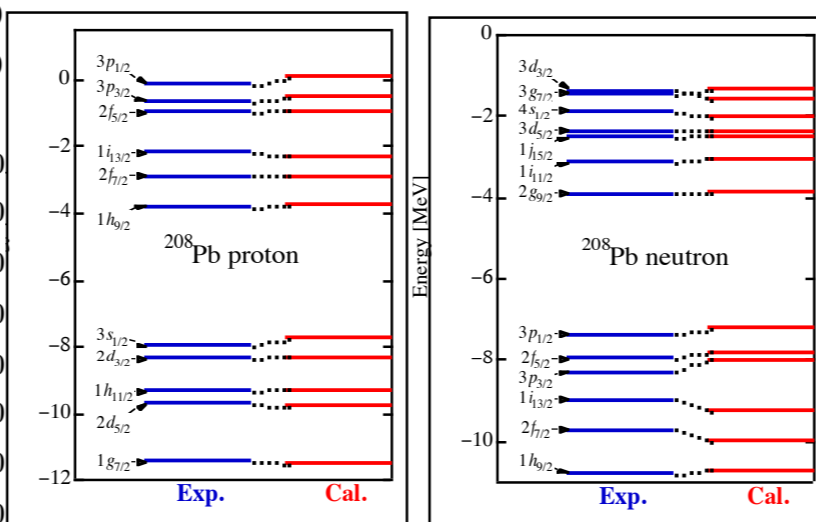 0
−2
−4
−6
−8
−10
−12
3p1/2
3p3/2
2f5/2
1i13/2
2f7/2
1h9/2
208Pb proton
3s1/2
2d3/2
1h11/2
2d5/2
1g7/2
Exp. Cal.
Energy [MeV]
0
−2
−4
−6
−8
−10
3d3/2
3g7/2
4s1/2
3d5/2
1j15/2
1i11/2
2g9/2
208Pb neutron
3p1/2
2f5/2
3p3/2
1i13/2
2f7/2
1h9/2
Exp. Cal.